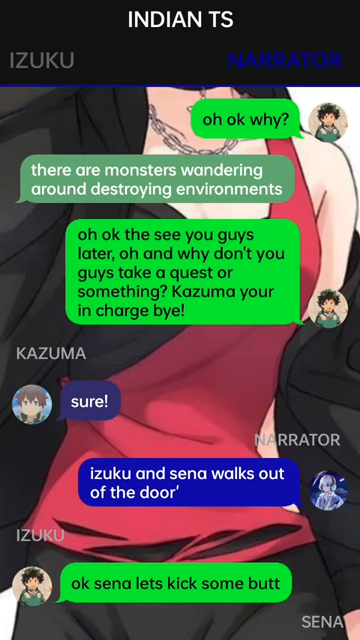 INDIAN TS
IZUKU
NARRATOR
oh ok why?
there are monsters wandering
around destroying environments
oh ok the see you guys
later, oh and why don't you
guys take a quest or
something? Kazuma your
in charge bye!
KAZUMA
sure!
NARRATOR
izuku and sena walks out
of the door'
IZUKU
ok sena lets kick some butt
SENA